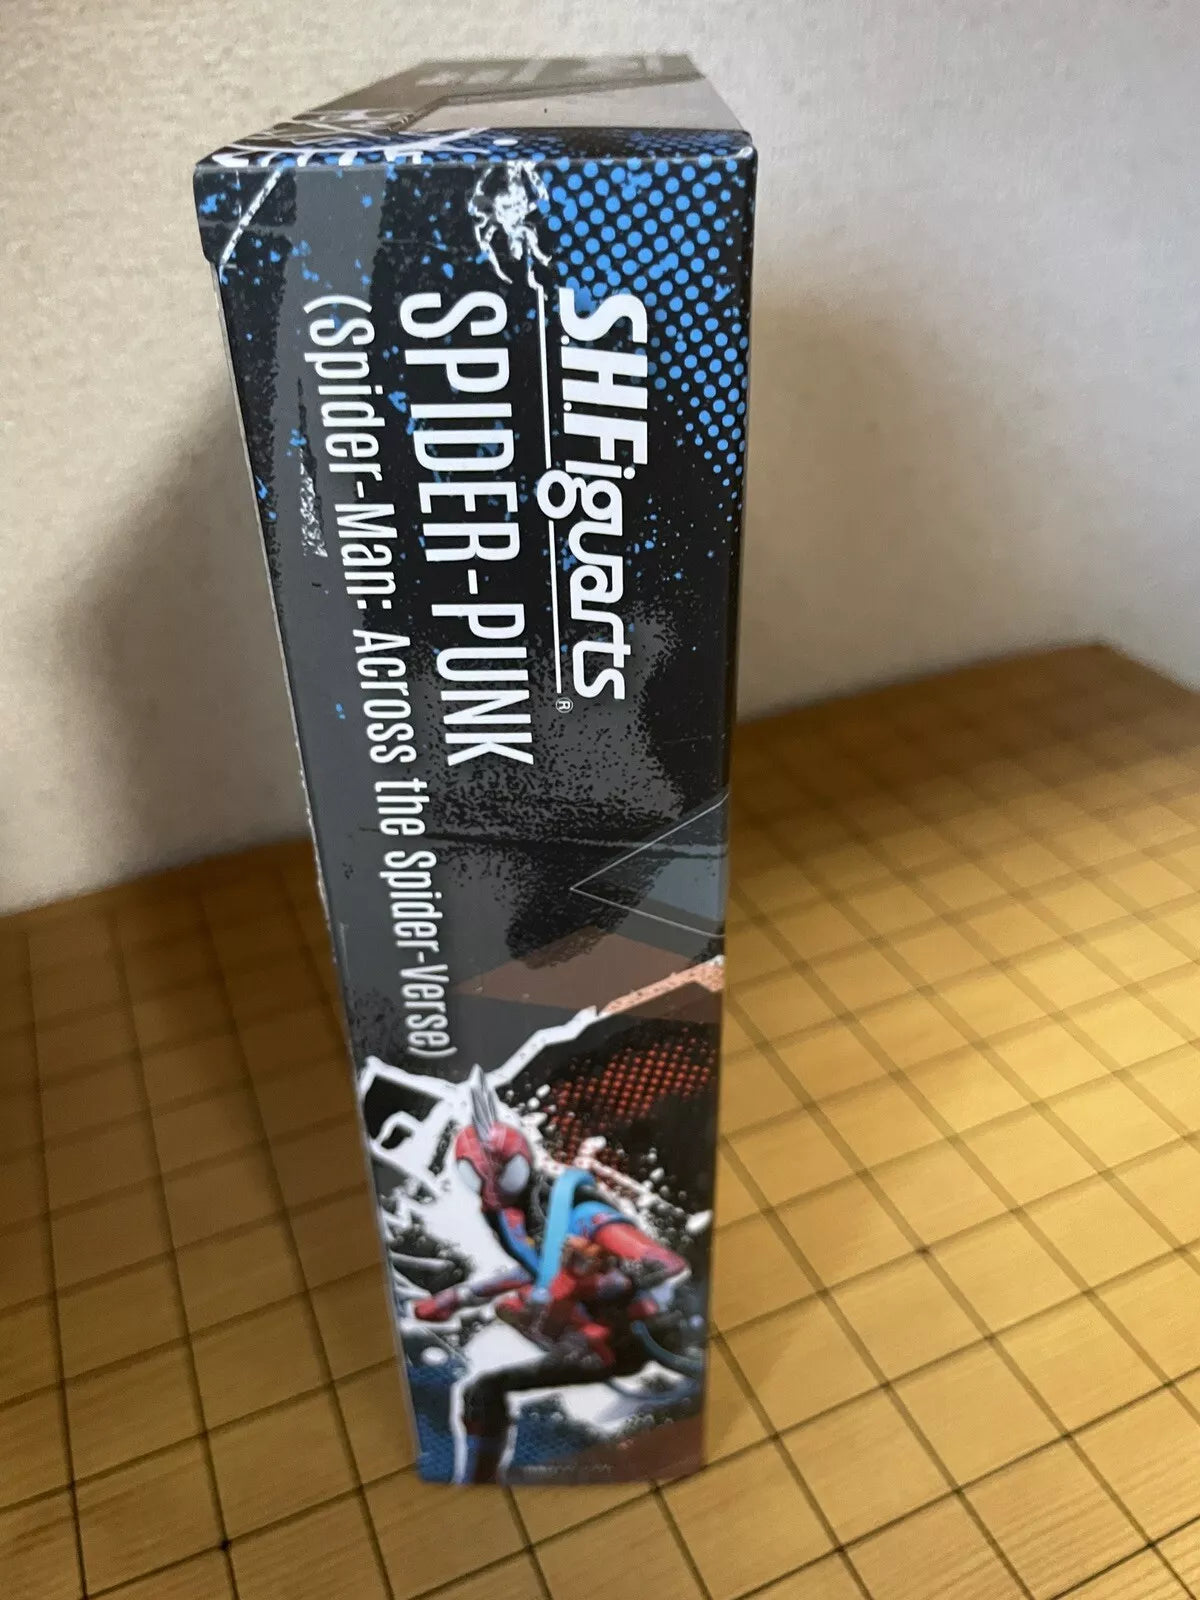 S.H.Figuarts®
SPIDER-PUNK
(Spider-Man: Across the Spider-Verse)